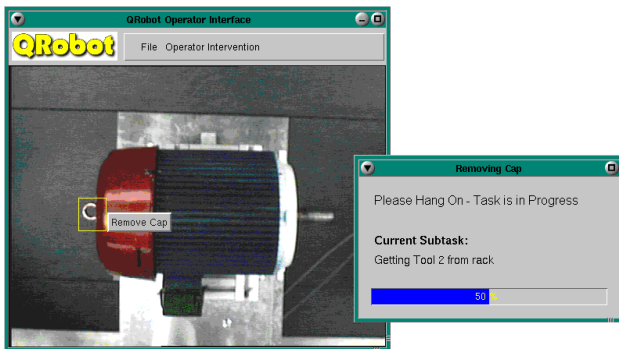 QRobot Operator Interface
QRobot
File Operator Intervention
Remove Cap
Removing Cap
Please Hang On - Task is in Progress
Current Subtask:
Getting Tool 2 from rack
50 %